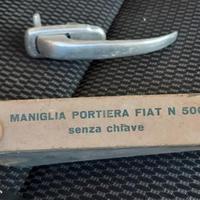 MANIGLIA PORTIERA FIAT N 500
senza chiave